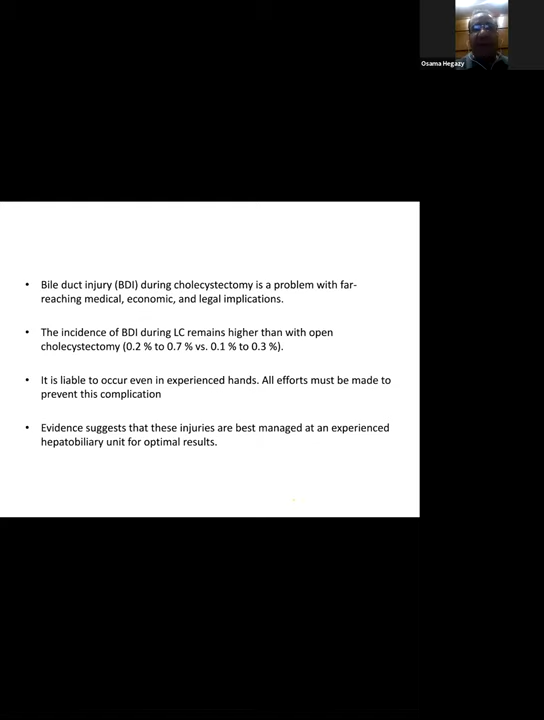 Osama Hegazy
• Bile duct injury (BDI) during cholecystectomy is a problem with far-
reaching medical, economic, and legal implications.
• The incidence of BDI during LC remains higher than with open
cholecystectomy (0.2 % to 0.7 % vs. 0.1 % to 0.3 %).
• It is liable to occur even in experienced hands. All efforts must be made to
prevent this complication
• Evidence suggests that these injuries are best managed at an experienced
hepatobiliary unit for optimal results.